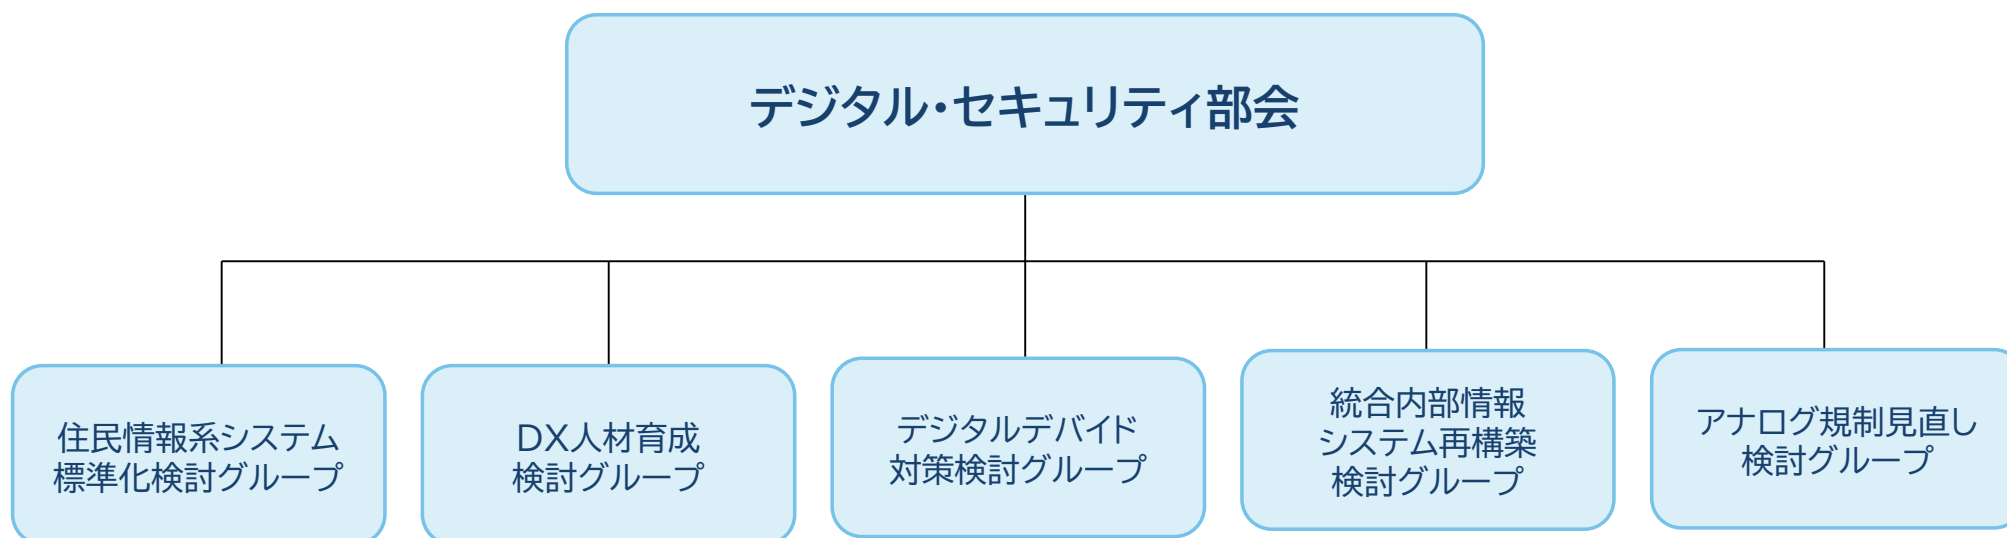 デジタル・セキュリティ部会
住民情報系システム
標準化検討グループ
DX人材育成
検討グループ
デジタルデバイド
対策検討グループ
統合内部情報
システム再構築
検討グループ
アナログ規制見直し
検討グループ